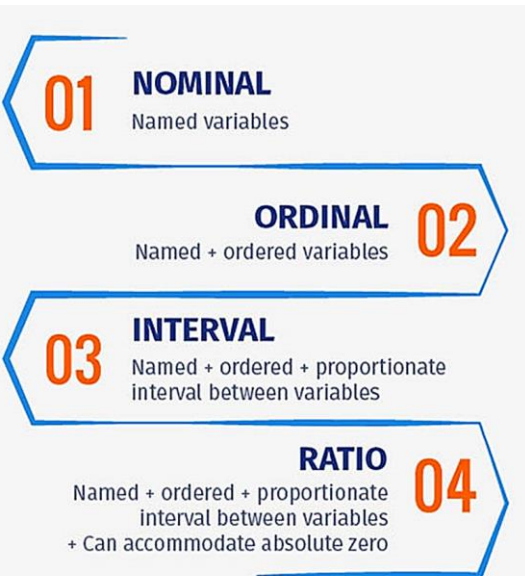 01
NOMINAL
Named variables
ORDINAL
02
Named + ordered variables
INTERVAL
03
Named + ordered + proportionate
interval between variables
RATIO
04
Named + ordered + proportionate
interval between variables
+ Can accommodate absolute zero